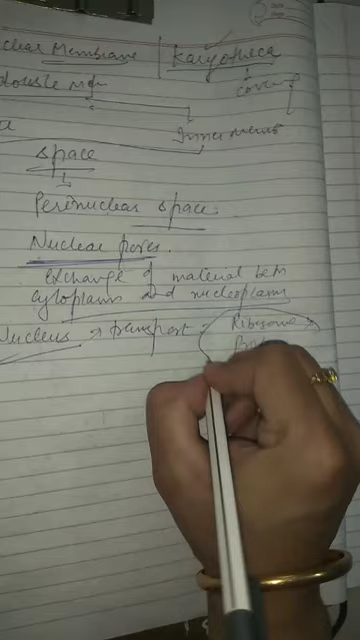 Nuclear Membrane | Karyotheca
double
cover
Inner
Space
Perinuclear space.
Nuclear pores.
exchange of material betn
cytoplasm and nucleoplasm
Nucleus → transport → Ribosome